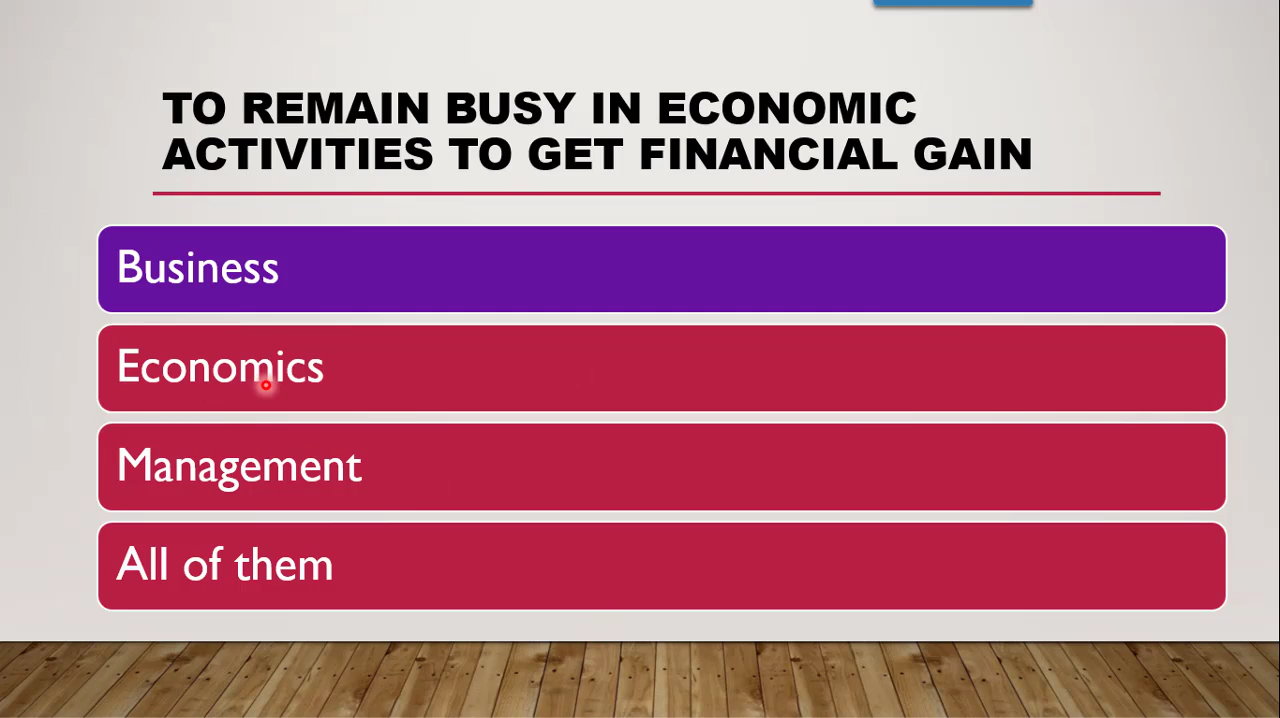 TO REMAIN BUSY IN ECONOMIC
ACTIVITIES TO GET FINANCIAL GAIN
Business
Economics
Management
All of them